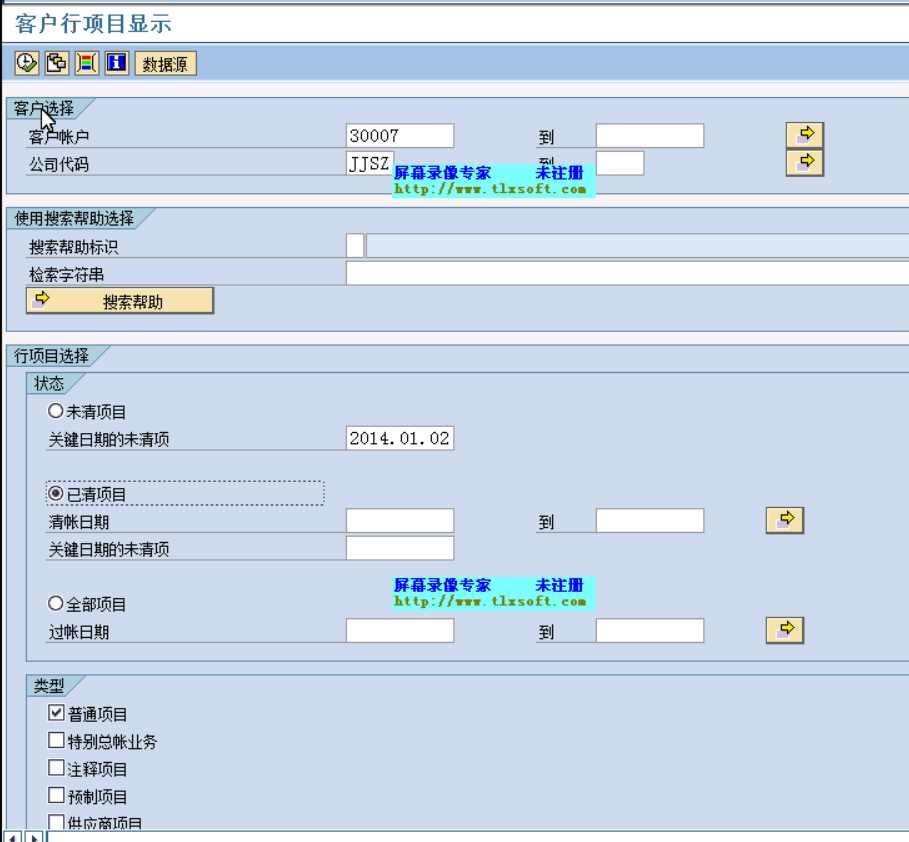 客户行项目显示
数据源
客户选择
客户帐户 30007 到
公司代码 JJSZ 到
屏幕录像专家 未注册
http://www.tlxsoft.com
使用搜索帮助选择
搜索帮助标识
检索字符串
搜索帮助
行项目选择
状态
未清项目
关键日期的未清项 2014.01.02
已清项目
清帐日期 到
关键日期的未清项
屏幕录像专家 未注册
http://www.tlxsoft.com
全部项目
过帐日期 到
类型
普通项目
特别总帐业务
注释项目
预制项目
供应商项目